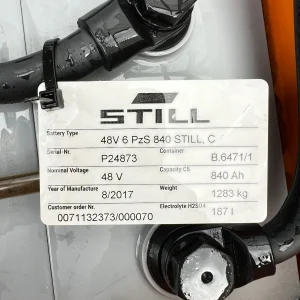 STILL
Battery Type 48V 6 PzS 840 STILL, C
Serial-Nr. P24873 Container B.6471/1
Nominal Voltage 48 V Capacity C5 840 Ah
Year of Manufacture 8/2017 Weight 1283 kg
Customer order Nr. 0071132373/000070 Electrolyte H2SO4 187 l